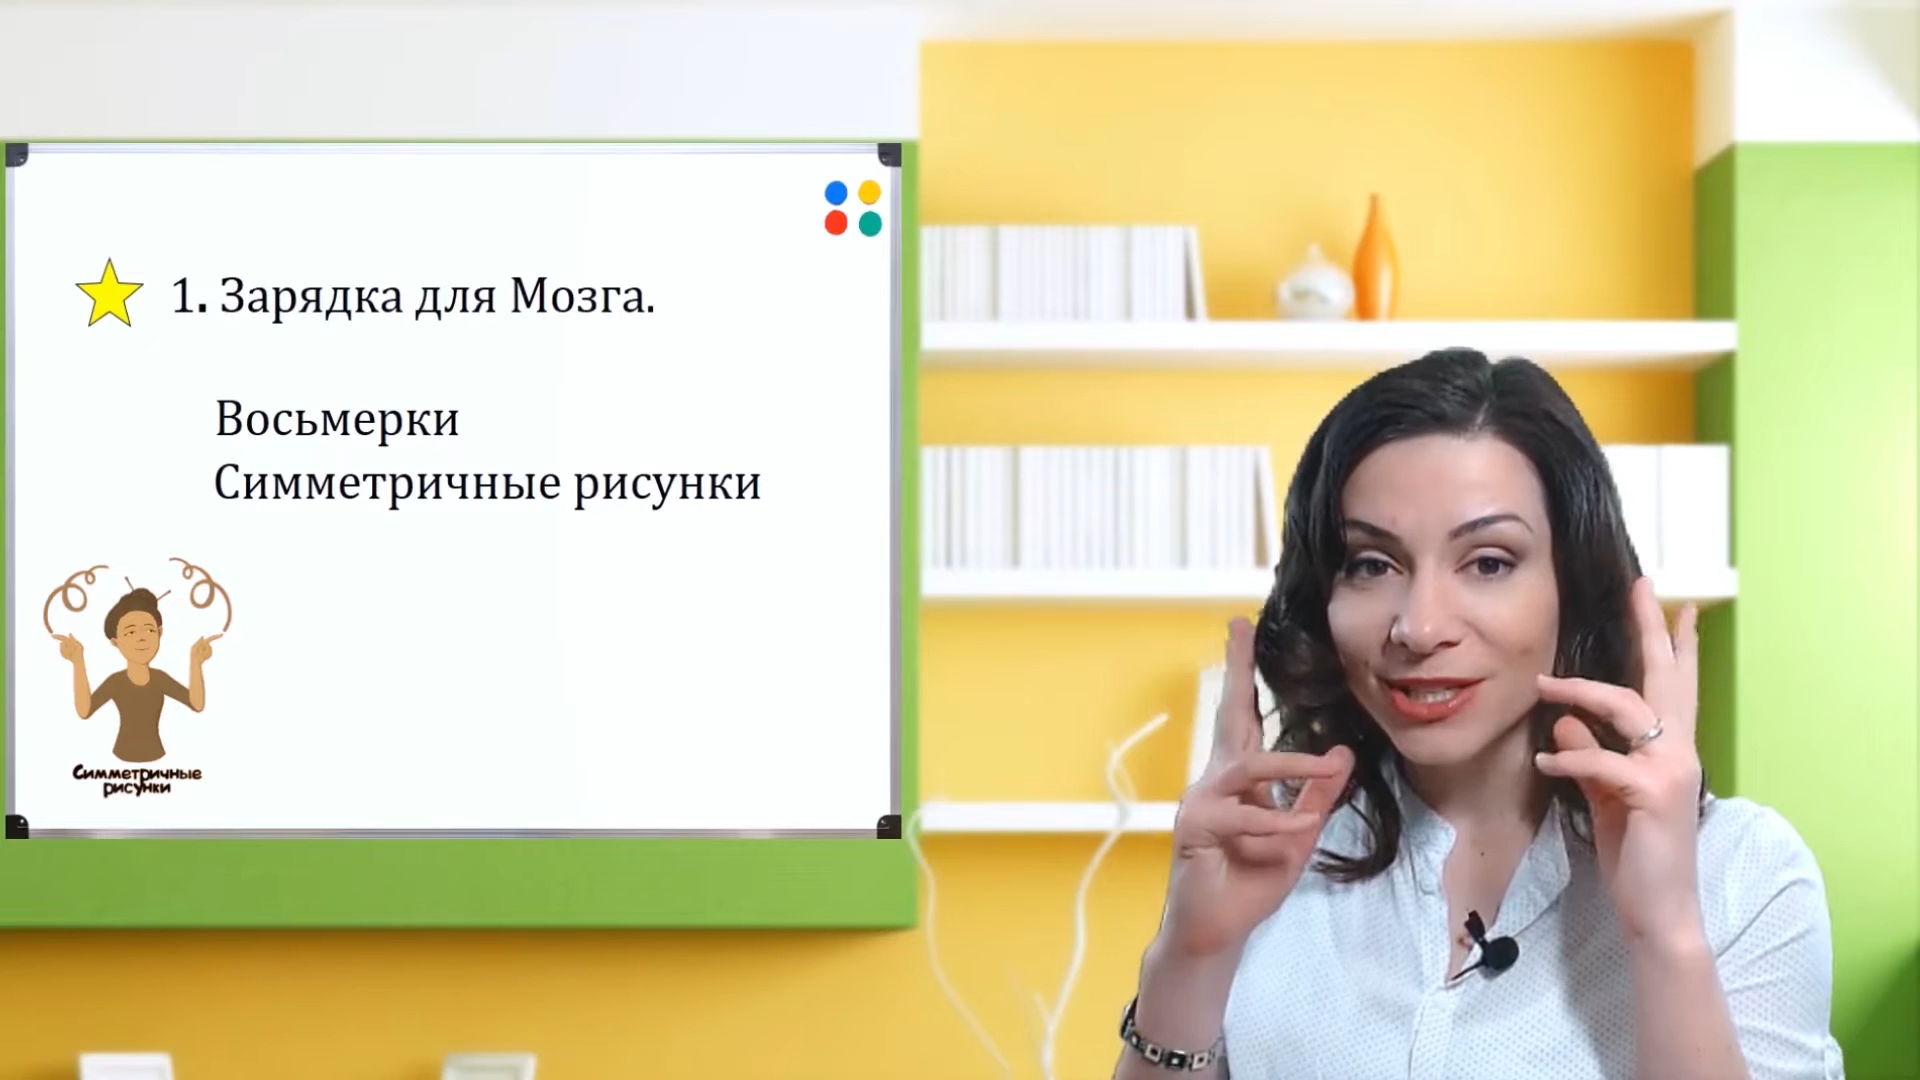 1. Зарядка для Мозга.
Восьмерки
Симметричные рисунки
Симметричные
рисунки